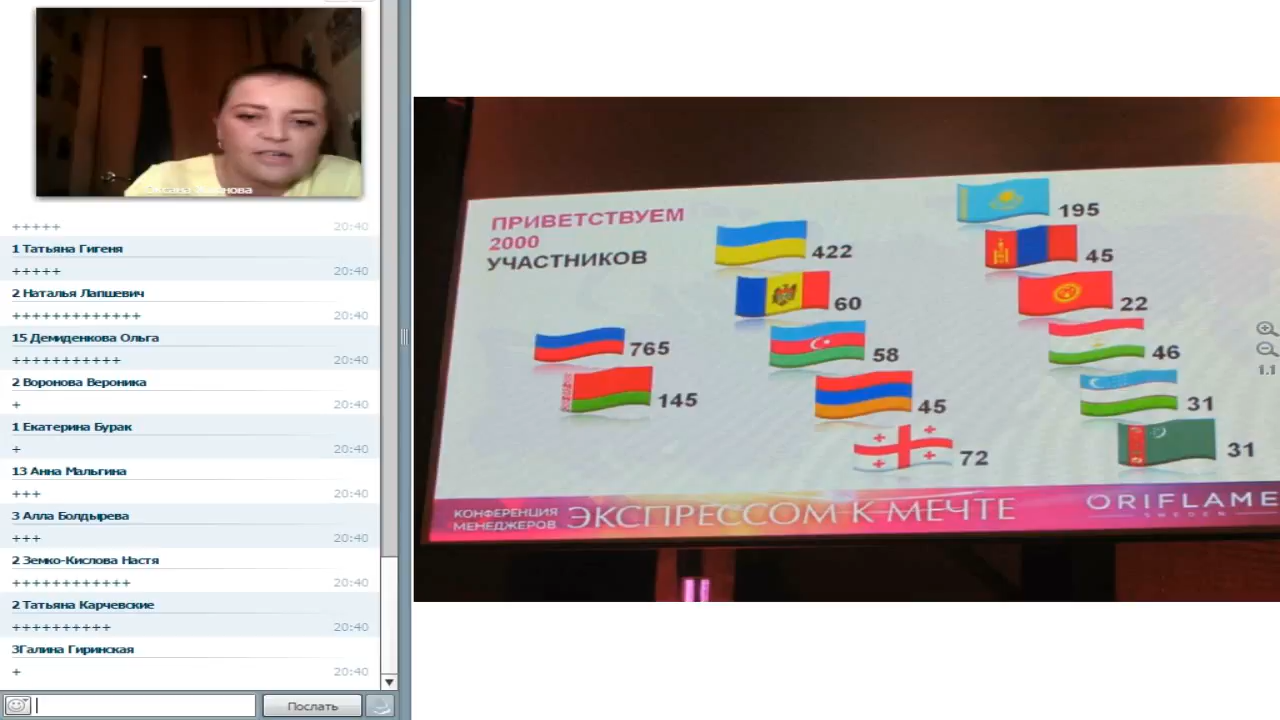 +++++ 20:40
1 Татьяна Гигеня
+++++ 20:40
2 Наталья Лапшевич
+++++++++++++ 20:40
15 Демиденкова Ольга
+++++++++++ 20:40
2 Воронова Вероника
+ 20:40
1 Екатерина Бурак
+ 20:40
13 Анна Мальгина
+++ 20:40
3 Алла Болдырева
+++ 20:40
2 Земко-Кислова Настя
++++++++++++ 20:40
2 Татьяна Карчевские
++++++++++ 20:40
3Галина Гиринская
+ 20:40
Послать
ПРИВЕТСТВУЕМ
2000
УЧАСТНИКОВ
765
145
422
60
58
45
72
195
45
22
46
31
31
КОНФЕРЕНЦИЯ
МЕНЕДЖЕРОВ
ЭКСПРЕССОМ К МЕЧТЕ
ORIFLAME
SWEDEN
1:1